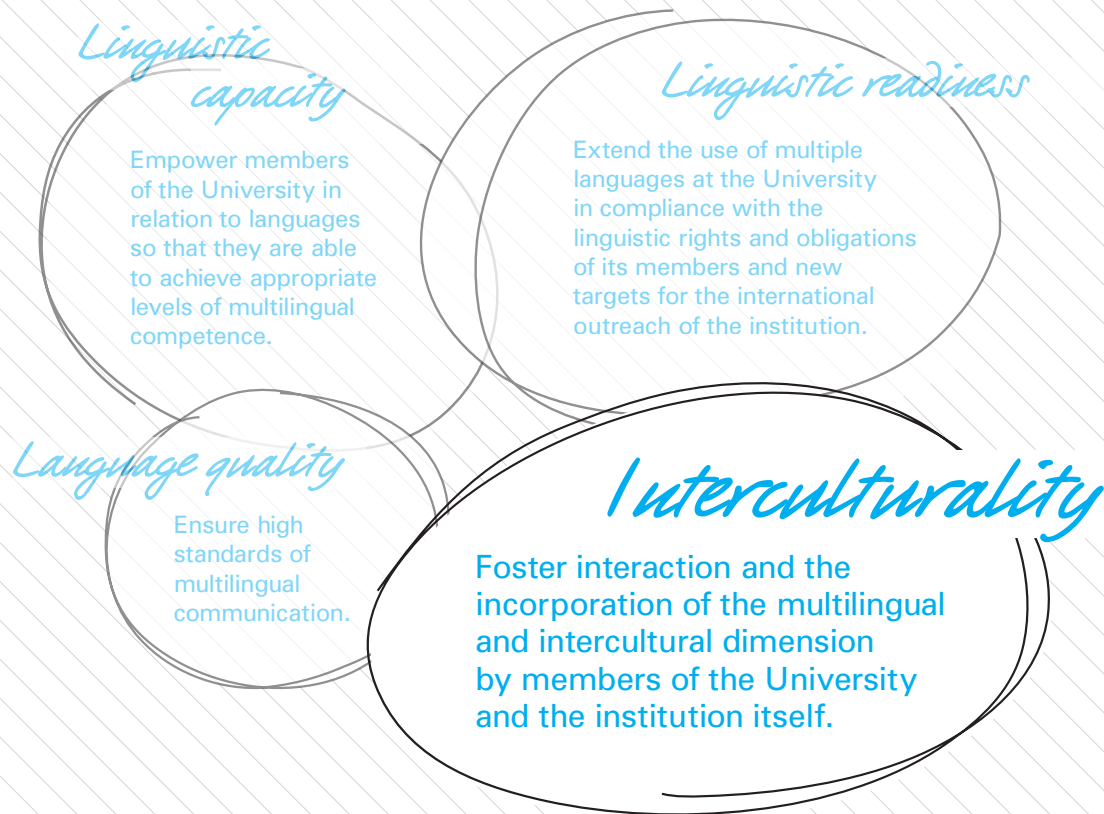 Linguistic
capacity
Empower members
of the University in
relation to languages
so that they are able
to achieve appropriate
levels of multilingual
competence.
Linguistic readiness
Extend the use of multiple
languages at the University
in compliance with the
linguistic rights and obligations
of its members and new
targets for the international
outreach of the institution.
Language quality
Ensure high
standards of
multilingual
communication.
Interculturality
Foster interaction and the
incorporation of the multilingual
and intercultural dimension
by members of the University
and the institution itself.